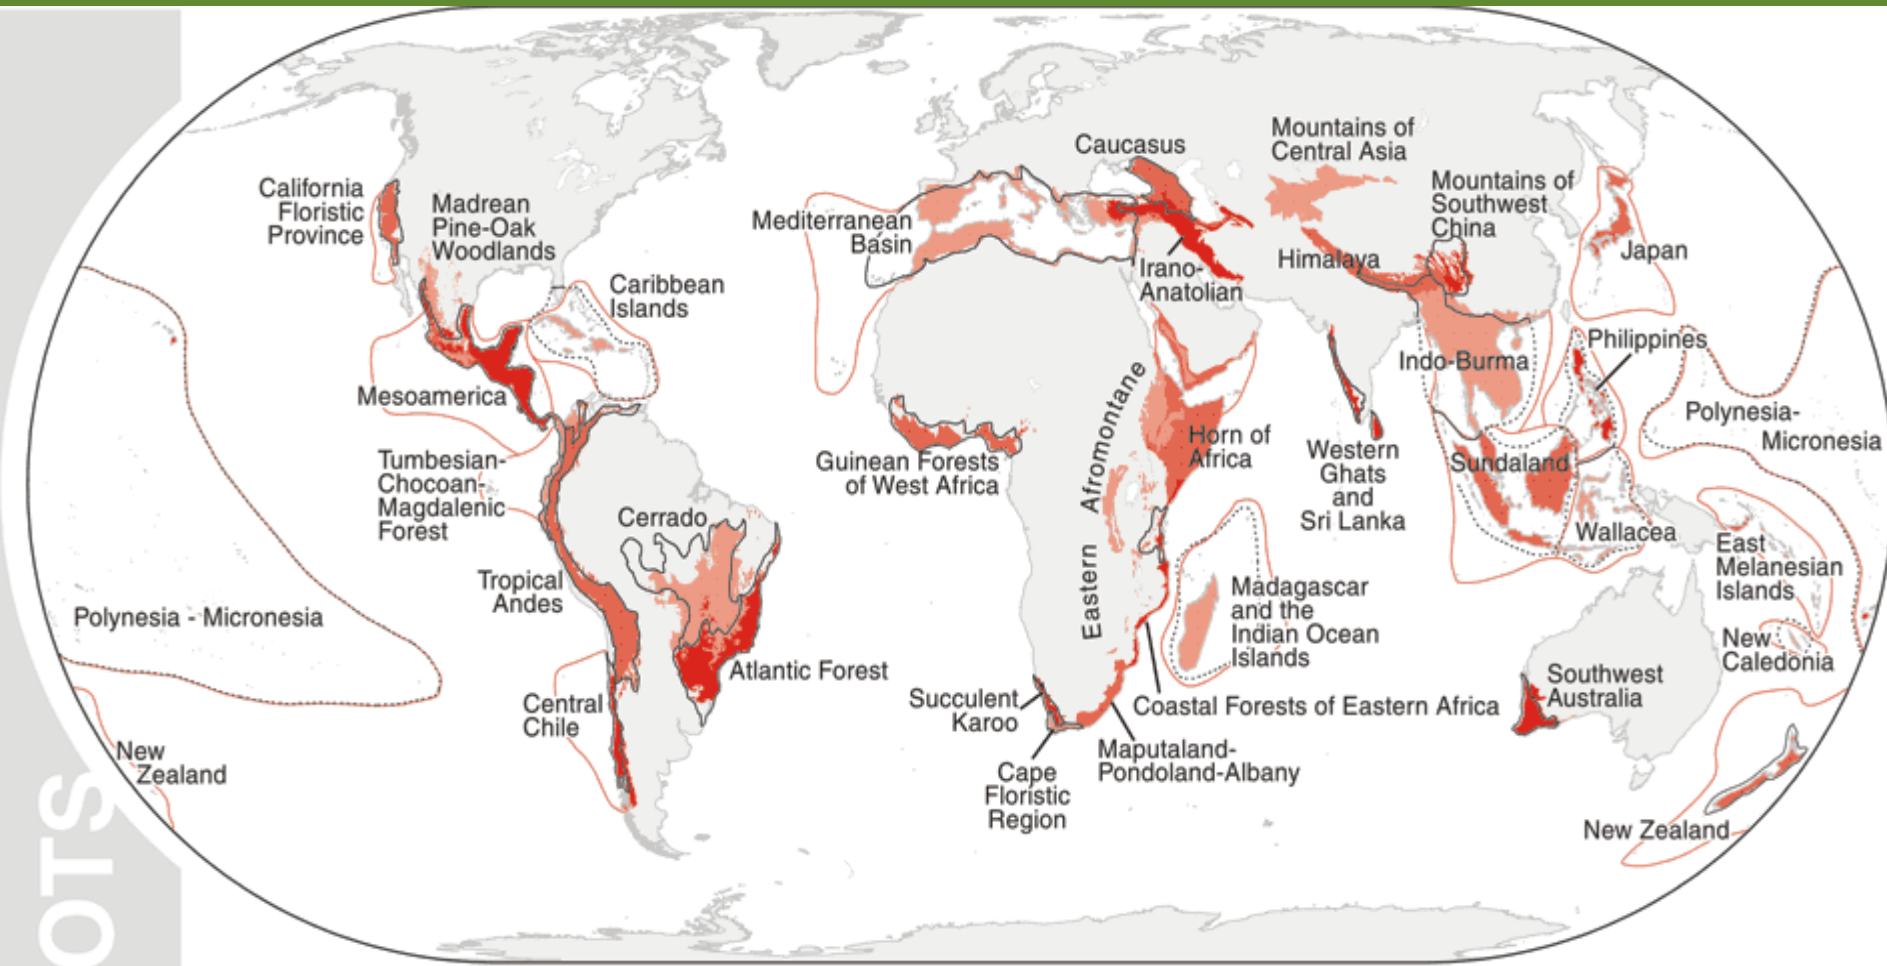 Caucasus
Mountains of
Central Asia
Mountains of
Southwest
China
California
Floristic
Province
Madrean
Pine-Oak
Woodlands
Mediterranean
Basin
Japan
Himalaya
Irano-
Anatolian
Caribbean
Islands
Philippines
Indo-Burma
Mesoamerica
Polynesia-
Micronesia
Horn of
Africa
Western
Ghats
and
Sri Lanka
Guinean Forests
of West Africa
Eastern Afromontane
Tumbesian-
Chocoan-
Magdalenic
Forest
Sundaland
Cerrado
Wallacea
East
Melanesian
Islands
Tropical
Andes
Madagascar
and the
Indian Ocean
Islands
Polynesia - Micronesia
New
Caledonia
Atlantic Forest
Southwest
Australia
Central
Chile
Succulent
Karoo
Coastal Forests of Eastern Africa
Maputaland-
Pondoland-Albany
New
Zealand
Cape
Floristic
Region
New Zealand
OTS